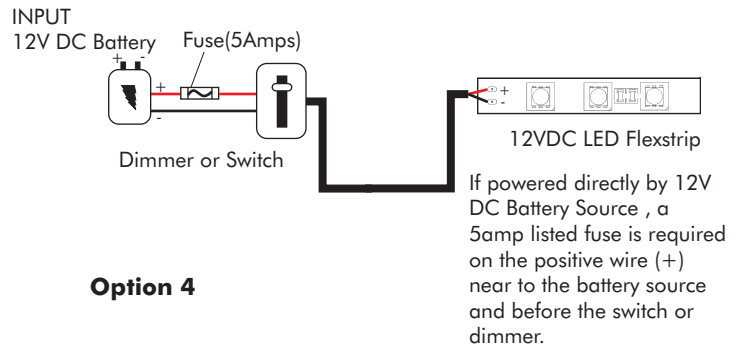 INPUT
12V DC Battery
Fuse(5Amps)
+ -
+
-
+
-
Dimmer or Switch
12VDC LED Flexstrip
If powered directly by 12V
DC Battery Source , a
5amp listed fuse is required
on the positive wire (+)
near to the battery source
and before the switch or
dimmer.
Option 4